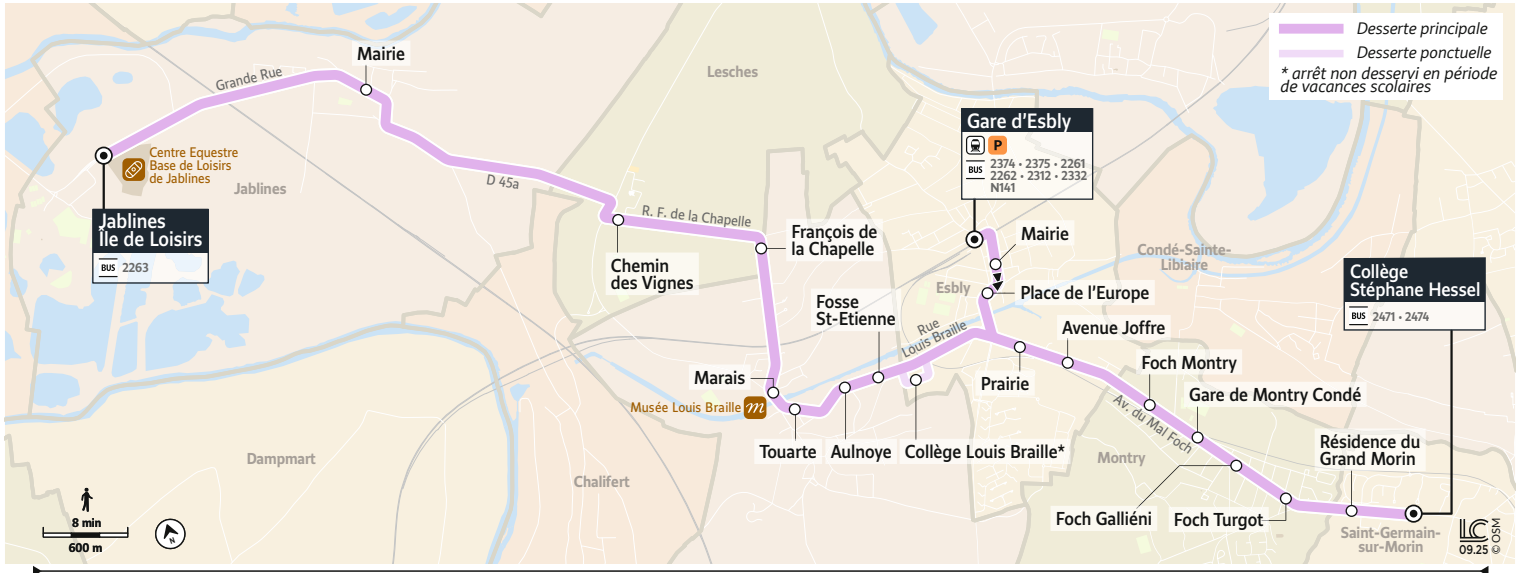 Desserte principale
Desserte ponctuelle
* arrêt non desservi en période
de vacances scolaires
Mairie
Grande Rue
Lesches
Centre Equestre
Base de Loisirs
de Jablines
Jablines
Jablines
Île de Loisirs
BUS 2263
D 45a
R. F. de la Chapelle
Chemin
des Vignes
François de
la Chapelle
Gare d'Esbly
P
BUS
2374 • 2375 • 2261
2262 • 2312 • 2332
N141
Mairie
Esbly
Place de l'Europe
Condé-Sainte-
Libiaire
Collège
Stéphane Hessel
BUS 2471 • 2474
Fosse
St-Etienne
Rue
Louis Braille
Avenue Joffre
Prairie
Foch Montry
Gare de Montry Condé
Marais
Musée Louis Braille m
Av. du Mal Foch
Touarte
Aulnoye
Collège Louis Braille*
Résidence du
Grand Morin
Dampmart
Chalifert
Montry
Foch Galliéni
Foch Turgot
Saint-Germain-
sur-Morin
8 min
600 m
N
LC
09.25
© OSM